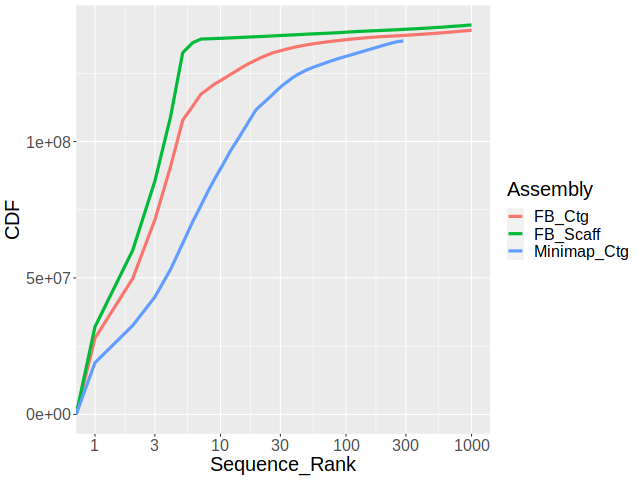 CDF
1e+08
5e+07
0e+00
1
3
10
30
100
300
1000
Sequence_Rank
Assembly
FB_Ctg
FB_Scaff
Minimap_Ctg